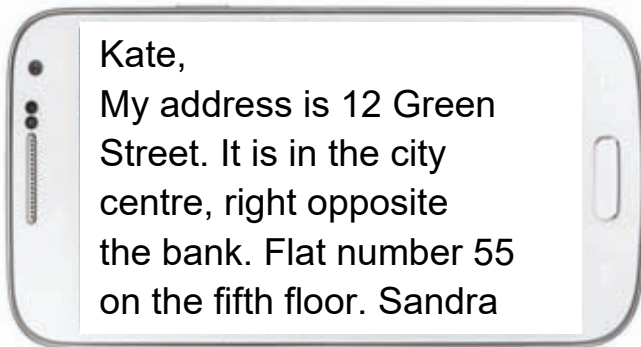 Kate,
My address is 12 Green
Street. It is in the city
centre, right opposite
the bank. Flat number 55
on the fifth floor. Sandra